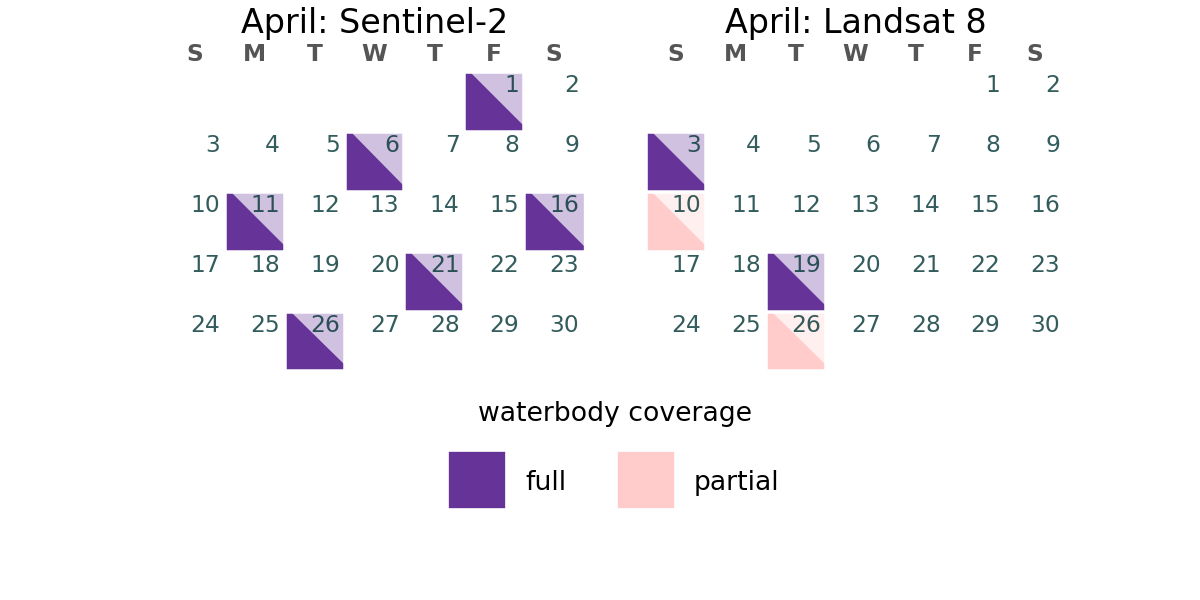 April: Sentinel-2
S M T W T F S
1 2
3 4 5 6 7 8 9
10 11 12 13 14 15 16
17 18 19 20 21 22 23
24 25 26 27 28 29 30
April: Landsat 8
S M T W T F S
1 2
3 4 5 6 7 8 9
10 11 12 13 14 15 16
17 18 19 20 21 22 23
24 25 26 27 28 29 30
waterbody coverage
full partial